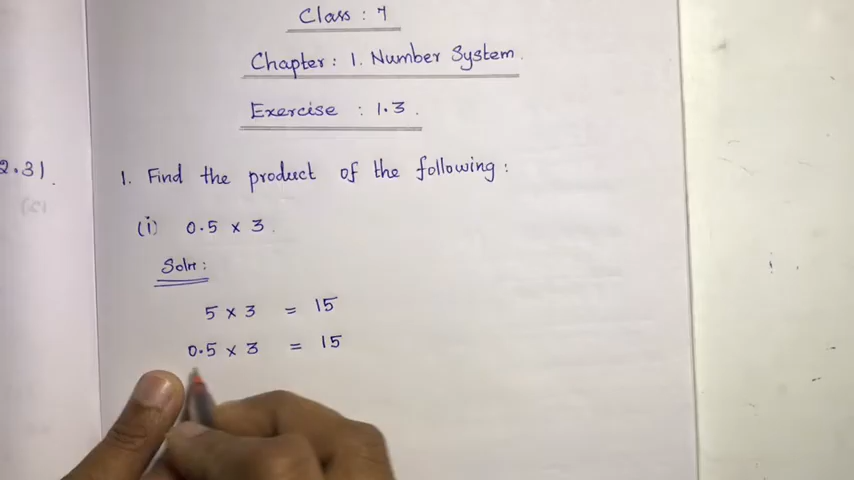 Class : 7
Chapter : 1. Number System.
Exercise : 1.3.
2.31.
1. Find the product of the following :
(i) 0.5 × 3.
Soln :
5 × 3 = 15
0.5 × 3 = 15